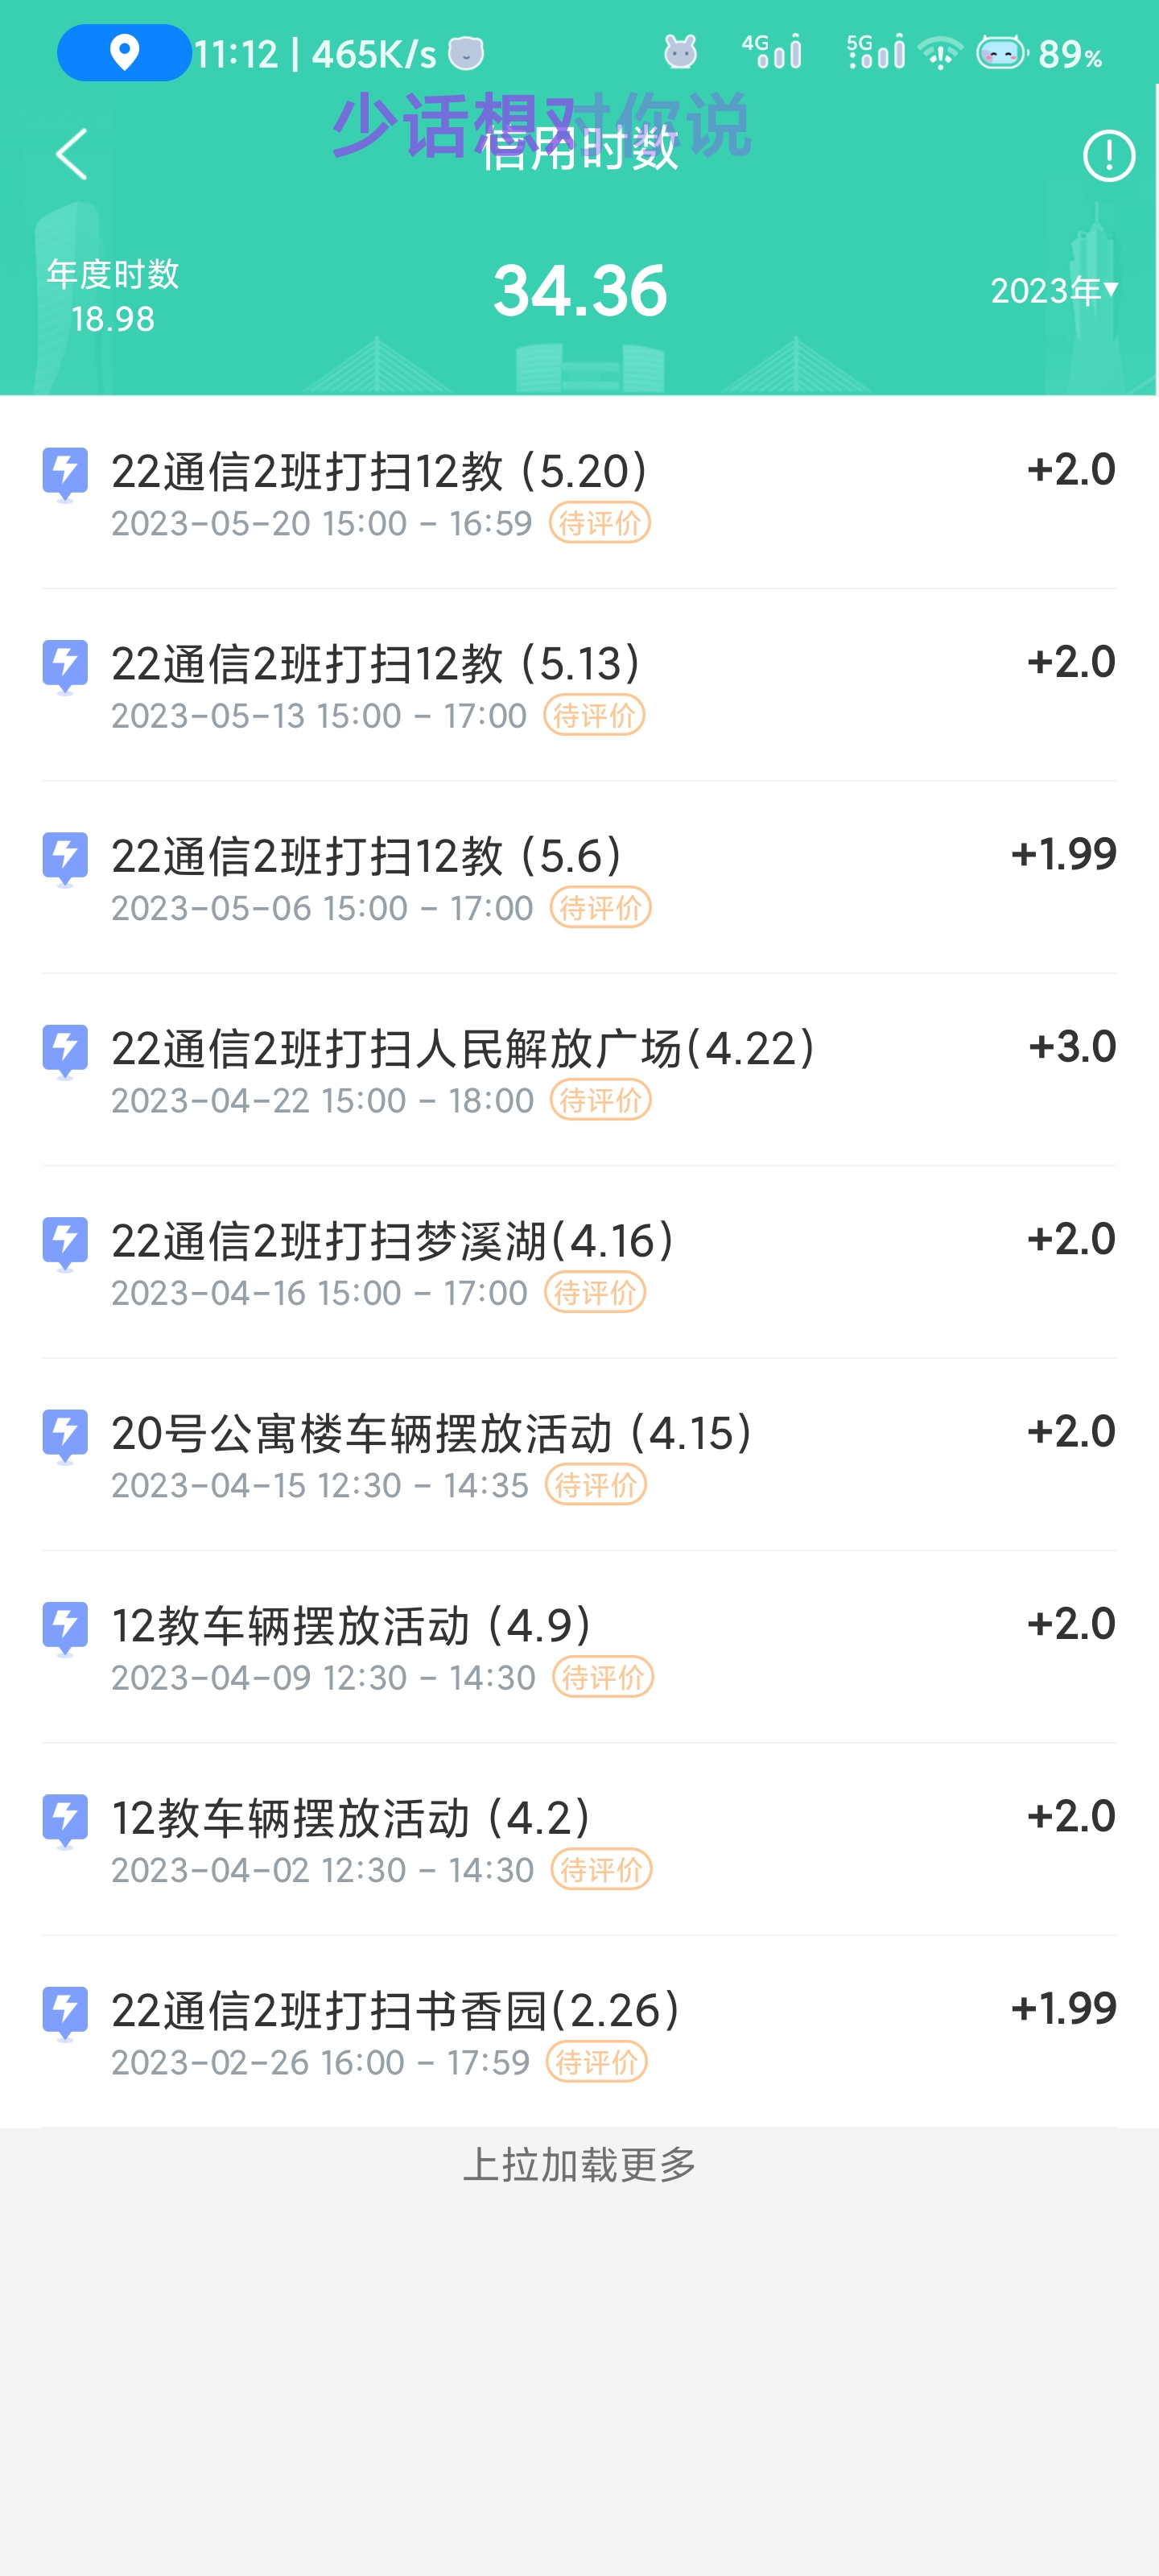 11:12 | 465K/s 4G 5G 89%
少话想对你说
信用时数
年度时数
18.98
34.36
2023年▼
22通信2班打扫12教 (5.20)
+2.0
2023-05-20 15:00 - 16:59 待评价
22通信2班打扫12教 (5.13)
+2.0
2023-05-13 15:00 - 17:00 待评价
22通信2班打扫12教 (5.6)
+1.99
2023-05-06 15:00 - 17:00 待评价
22通信2班打扫人民解放广场(4.22)
+3.0
2023-04-22 15:00 - 18:00 待评价
22通信2班打扫梦溪湖(4.16)
+2.0
2023-04-16 15:00 - 17:00 待评价
20号公寓楼车辆摆放活动 (4.15)
+2.0
2023-04-15 12:30 - 14:35 待评价
12教车辆摆放活动 (4.9)
+2.0
2023-04-09 12:30 - 14:30 待评价
12教车辆摆放活动 (4.2)
+2.0
2023-04-02 12:30 - 14:30 待评价
22通信2班打扫书香园(2.26)
+1.99
2023-02-26 16:00 - 17:59 待评价
上拉加载更多